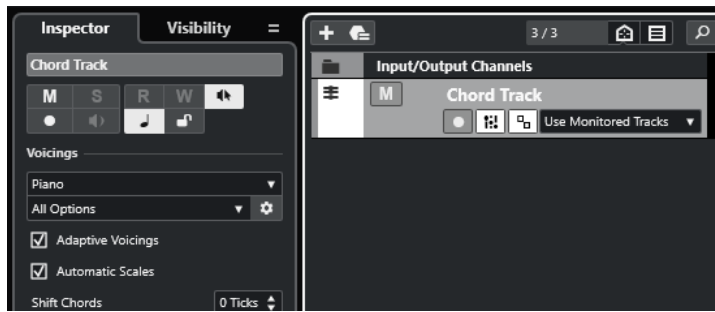 Inspector
Visibility
Chord Track
M S R W
Voicings
Piano
All Options
Adaptive Voicings
Automatic Scales
Shift Chords 0 Ticks
3 / 3
Input/Output Channels
M Chord Track
Use Monitored Tracks